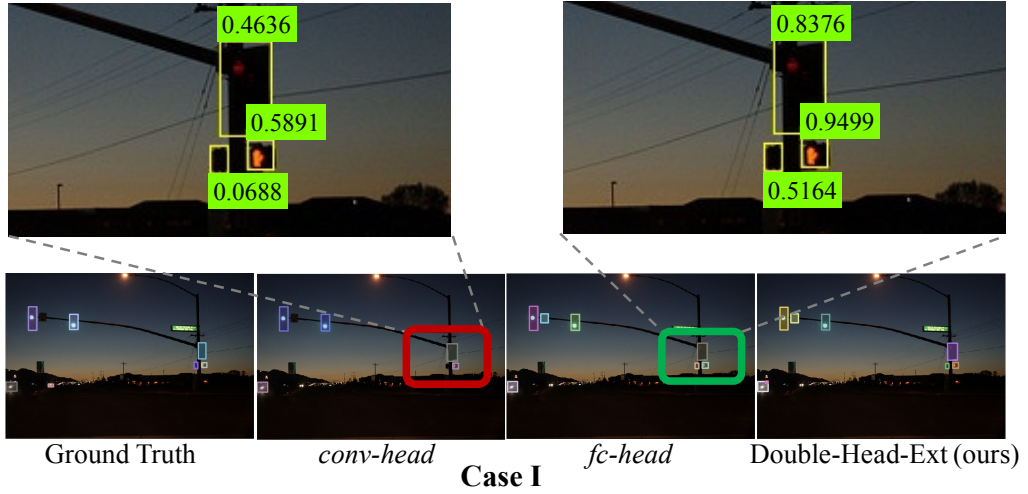 0.4636
0.8376
0.5891
0.9499
0.0688
0.5164
Ground Truth
conv-head
fc-head
Double-Head-Ext (ours)
Case I